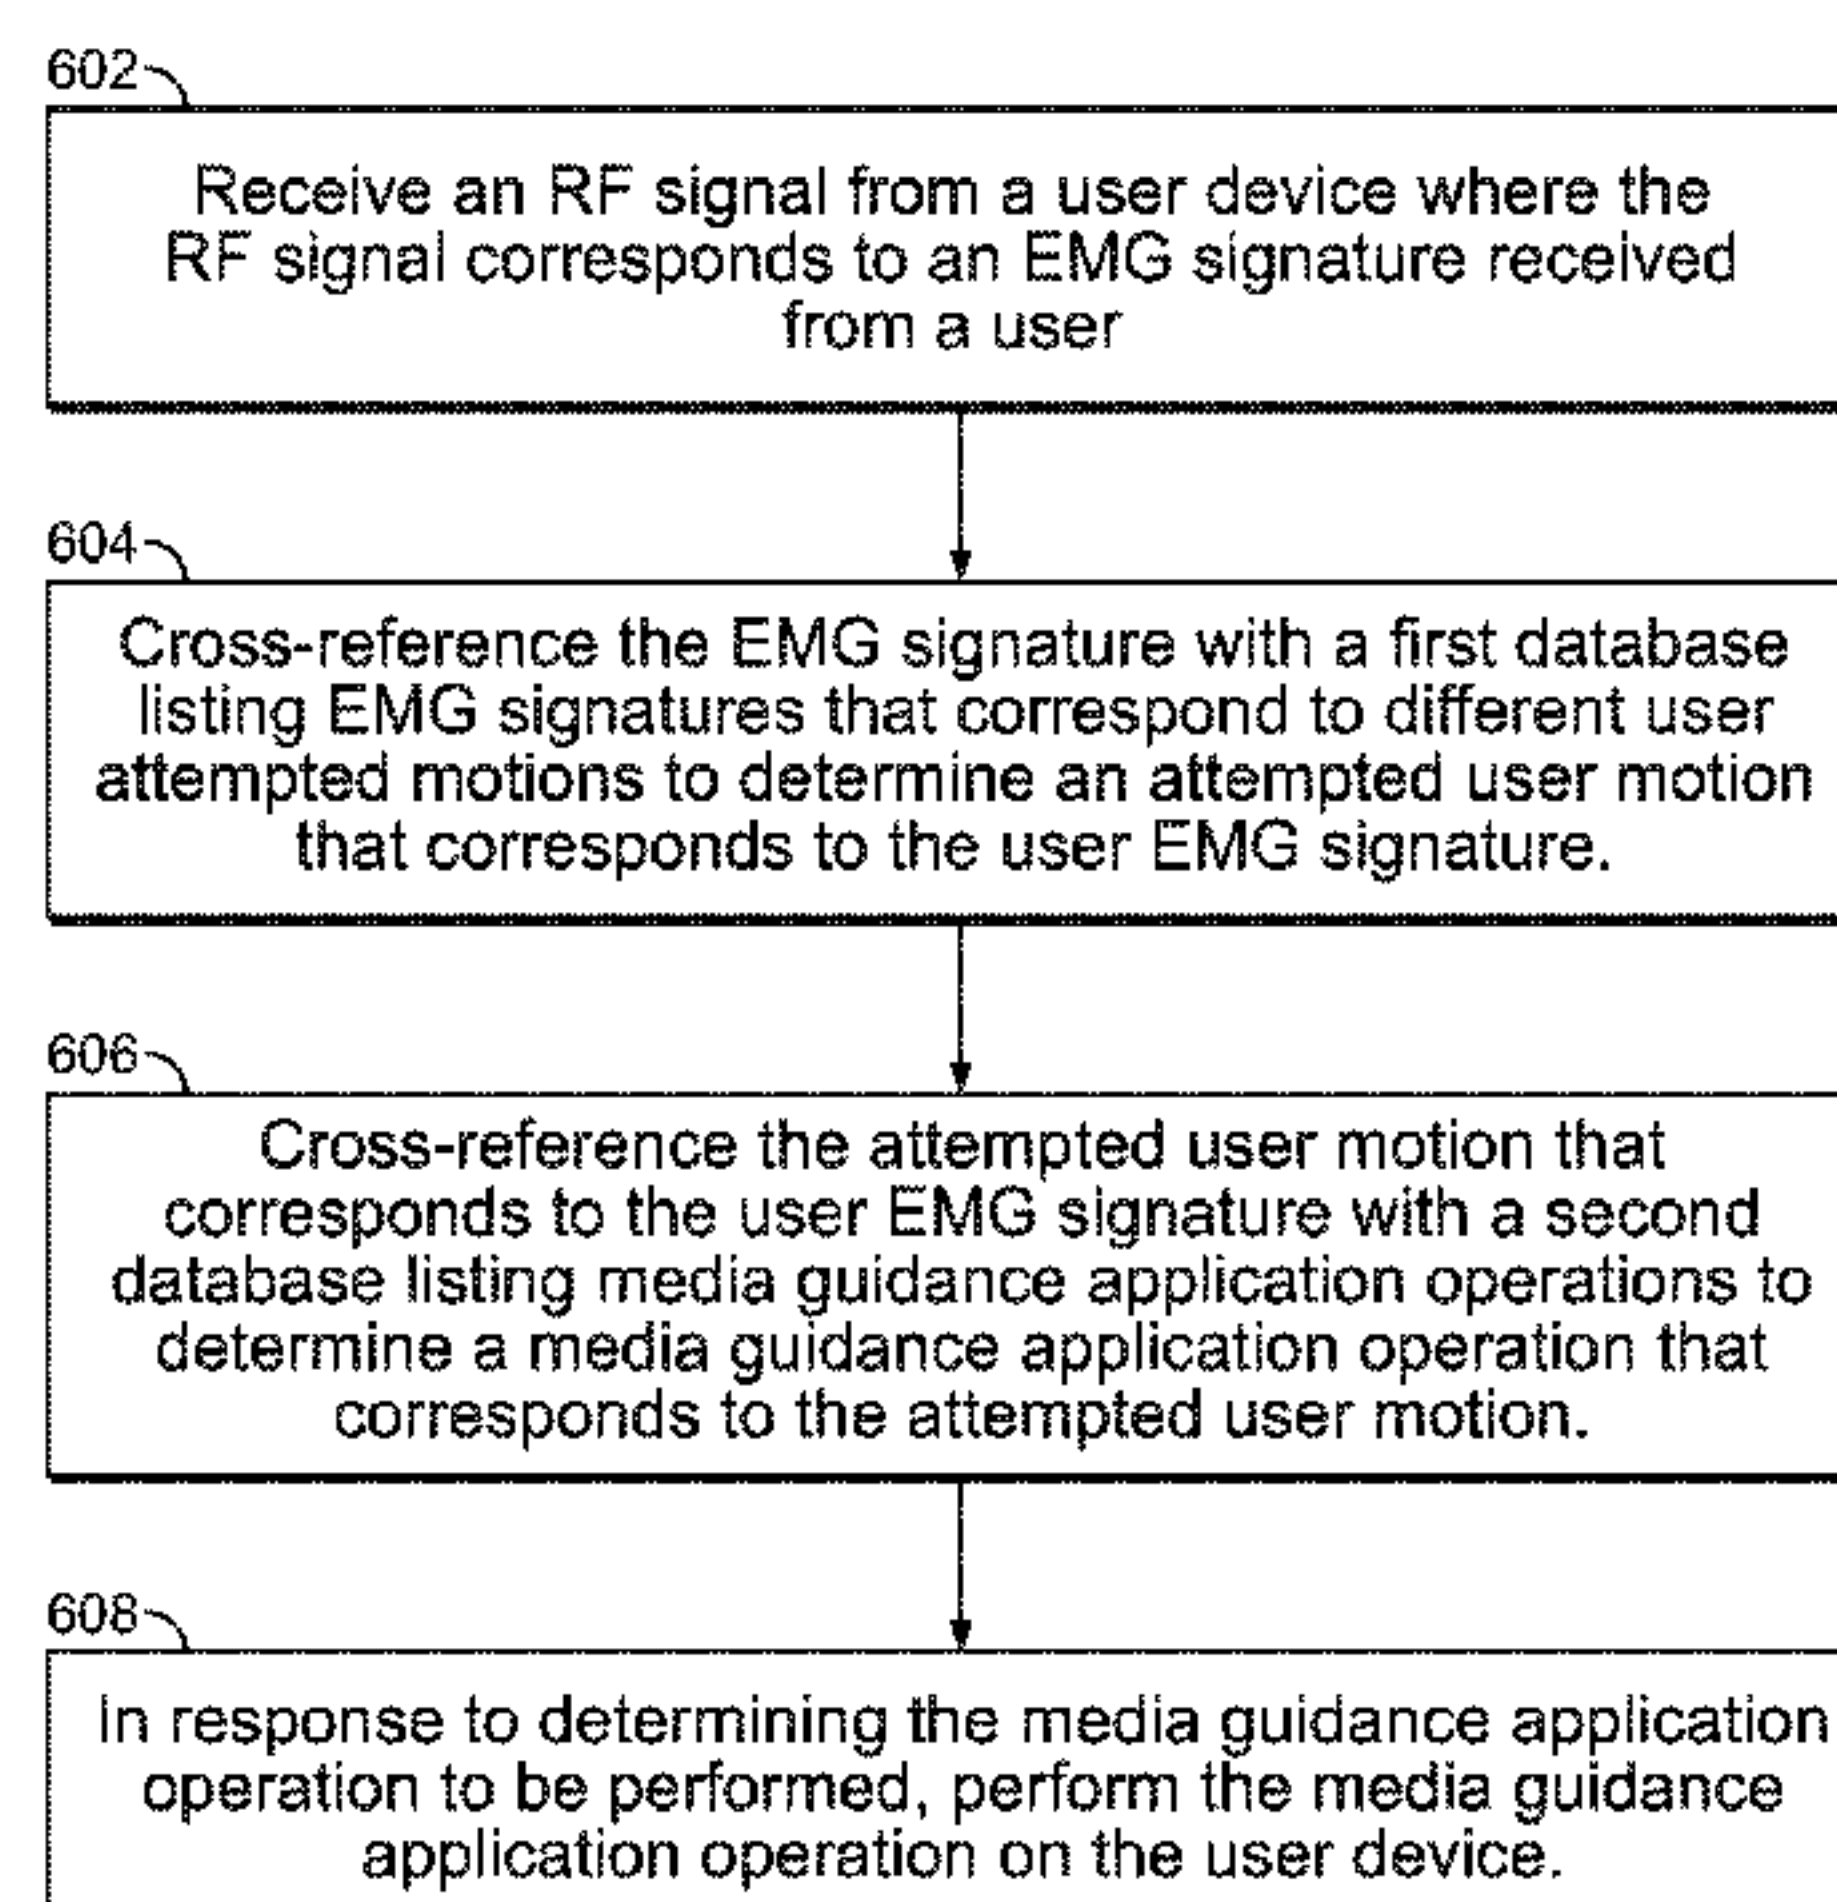 602
Receive an RF signal from a user device where the
RF signal corresponds to an EMG signature received
from a user
604
Cross-reference the EMG signature with a first database
listing EMG signatures that correspond to different user
attempted motions to determine an attempted user motion
that corresponds to the user EMG signature.
606
Cross-reference the attempted user motion that
corresponds to the user EMG signature with a second
database listing media guidance application operations to
determine a media guidance application operation that
corresponds to the attempted user motion.
608
In response to determining the media guidance application
operation to be performed, perform the media guidance
application operation on the user device.